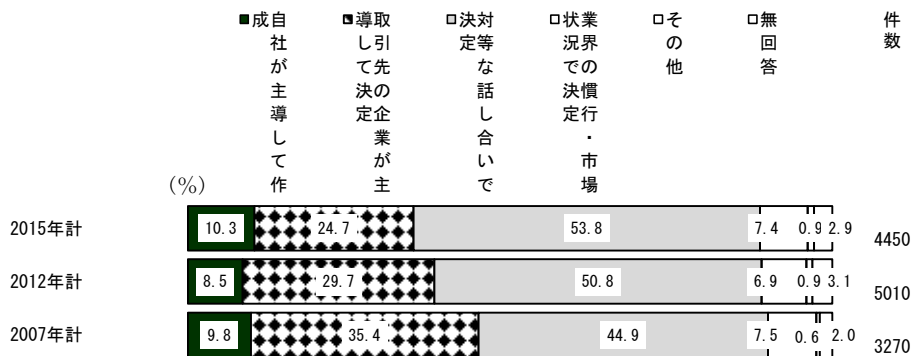 ■自社が主導して作成
■取引先の企業が主導して決定
□対等な話し合いで決定
□業界の慣行・市場状況で決定
□その他
□無回答
件数
(%)
2015年計 10.3 24.7 53.8 7.4 0.9 2.9 4450
2012年計 8.5 29.7 50.8 6.9 0.9 3.1 5010
2007年計 9.8 35.4 44.9 7.5 0.6 2.0 3270